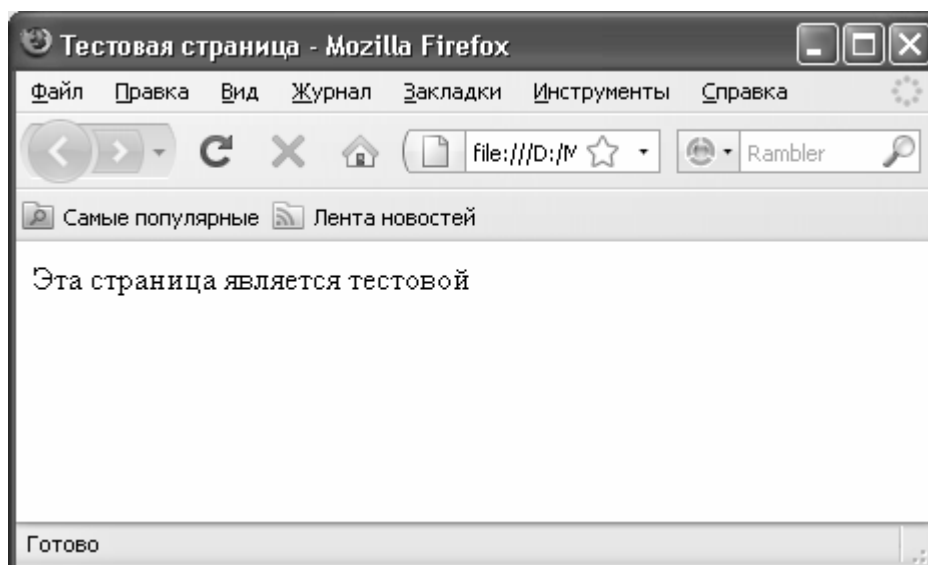 Тестовая страница - Mozilla Firefox
Файл Правка Вид Журнал Закладки Инструменты Справка
file:///D:/M Rambler
Самые популярные Лента новостей
Эта страница является тестовой
Готово